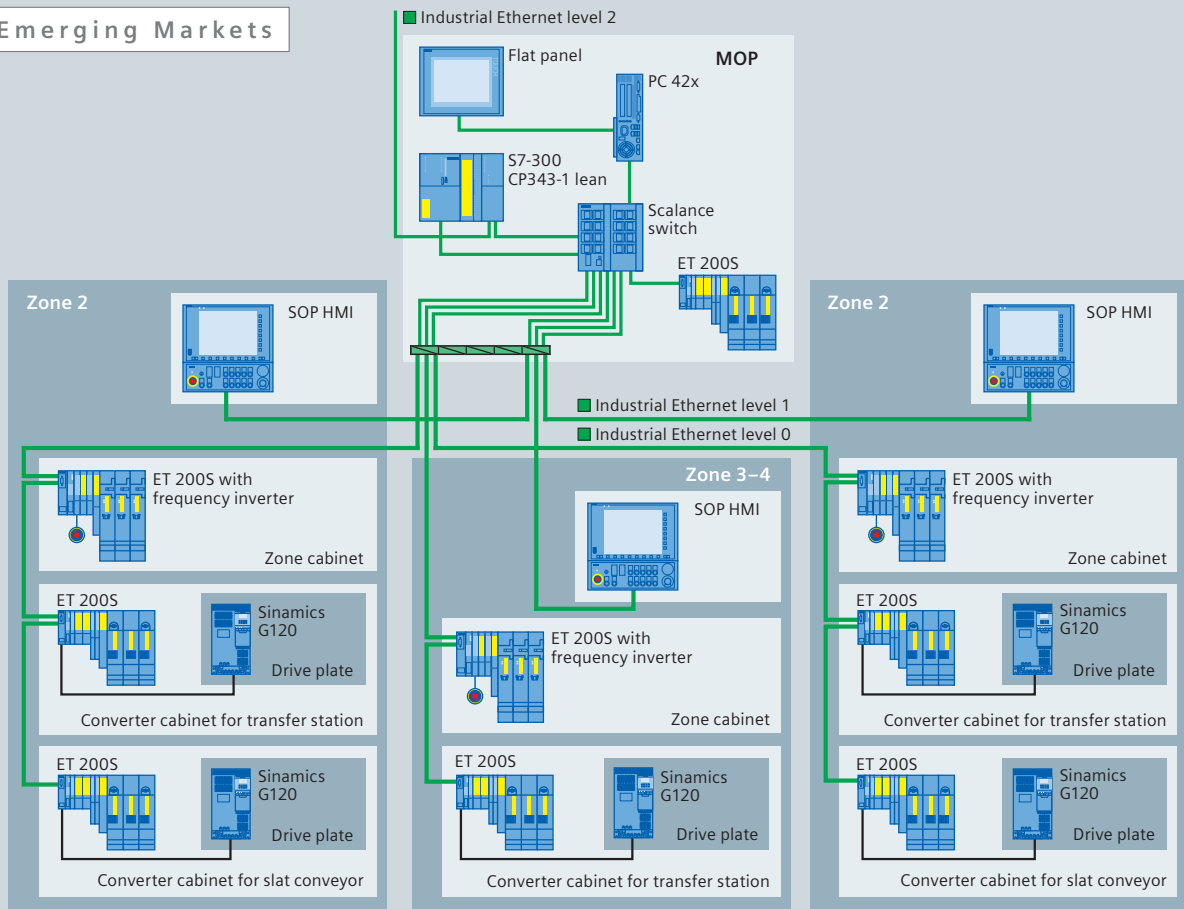 Emerging Markets
Industrial Ethernet level 2
MOP
Flat panel
PC 42x
S7-300
CP343-1 lean
Scalance
switch
ET 200S
Zone 2
SOP HMI
ET 200S with
frequency inverter
Zone cabinet
ET 200S
Sinamics
G120
Drive plate
Converter cabinet for transfer station
ET 200S
Sinamics
G120
Drive plate
Converter cabinet for slat conveyor
Industrial Ethernet level 1
Industrial Ethernet level 0
Zone 3–4
SOP HMI
ET 200S with
frequency inverter
Zone cabinet
ET 200S
Sinamics
G120
Drive plate
Converter cabinet for transfer station
Zone 2
SOP HMI
ET 200S with
frequency inverter
Zone cabinet
ET 200S
Sinamics
G120
Drive plate
Converter cabinet for transfer station
ET 200S
Sinamics
G120
Drive plate
Converter cabinet for slat conveyor